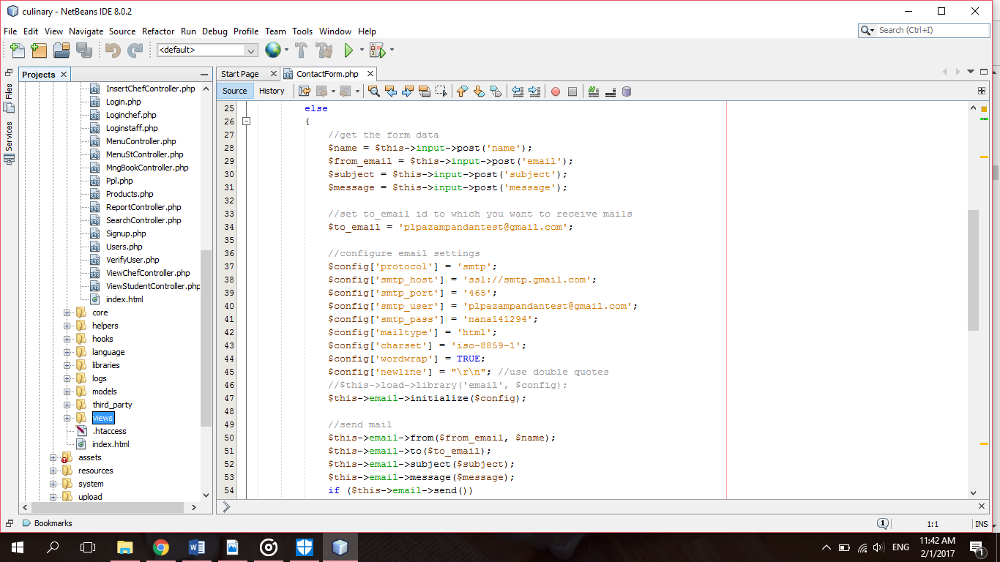 culinary - NetBeans IDE 8.0.2
File Edit View Navigate Source Refactor Run Debug Profile Team Tools Window Help
Search (Ctrl+I)
<default>
Files
Services
Projects
InsertChefController.php
Login.php
Loginchef.php
Loginstaff.php
MenuController.php
MenuStController.php
MngBookController.php
Ppl.php
Products.php
ReportController.php
SearchController.php
Signup.php
Users.php
VerifyUser.php
ViewChefController.php
ViewStudentController.php
index.html
core
helpers
hooks
language
libraries
logs
models
third_party
views
.htaccess
index.html
assets
resources
system
upload
Start Page ContactForm.php
Source History
25 else
26 {
27 //get the form data
28 $name = $this->input->post('name');
29 $from_email = $this->input->post('email');
30 $subject = $this->input->post('subject');
31 $message = $this->input->post('message');
32
33 //set to_email id to which you want to receive mails
34 $to_email = 'plpazampandantest@gmail.com';
35
36 //configure email settings
37 $config['protocol'] = 'smtp';
38 $config['smtp_host'] = 'ssl://smtp.gmail.com';
39 $config['smtp_port'] = '465';
40 $config['smtp_user'] = 'plpazampandantest@gmail.com';
41 $config['smtp_pass'] = 'nana141294';
42 $config['mailtype'] = 'html';
43 $config['charset'] = 'iso-8859-1';
44 $config['wordwrap'] = TRUE;
45 $config['newline'] = "\r\n"; //use double quotes
46 //$this->load->library('email', $config);
47 $this->email->initialize($config);
48
49 //send mail
50 $this->email->from($from_email, $name);
51 $this->email->to($to_email);
52 $this->email->subject($subject);
53 $this->email->message($message);
54 if ($this->email->send())
Bookmarks
1
1:1
INS
ENG
11:42 AM
2/1/2017
1